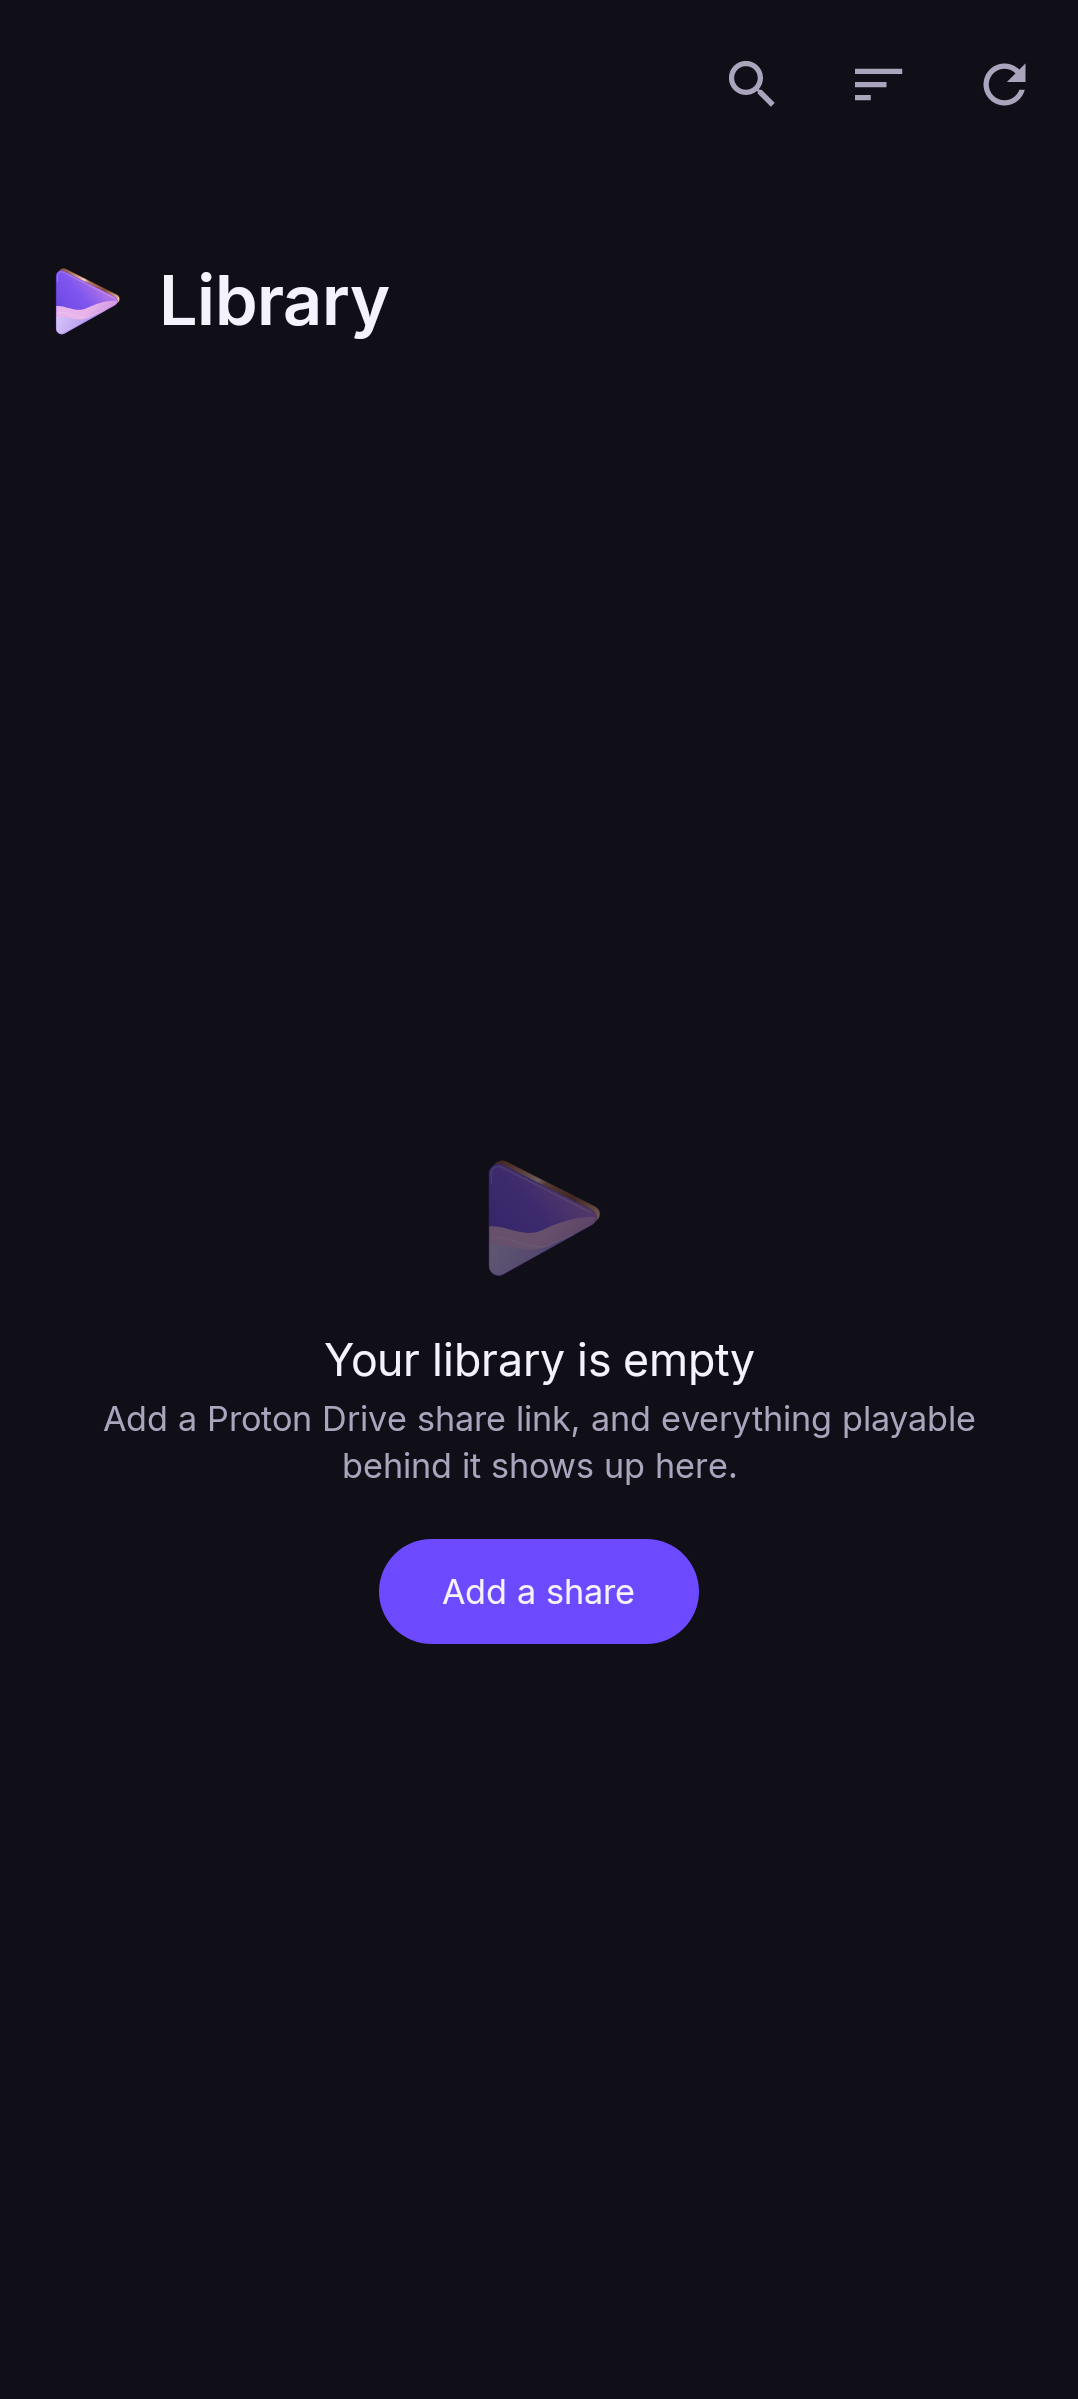 Library
Your library is empty
Add a Proton Drive share link, and everything playable
behind it shows up here.
Add a share